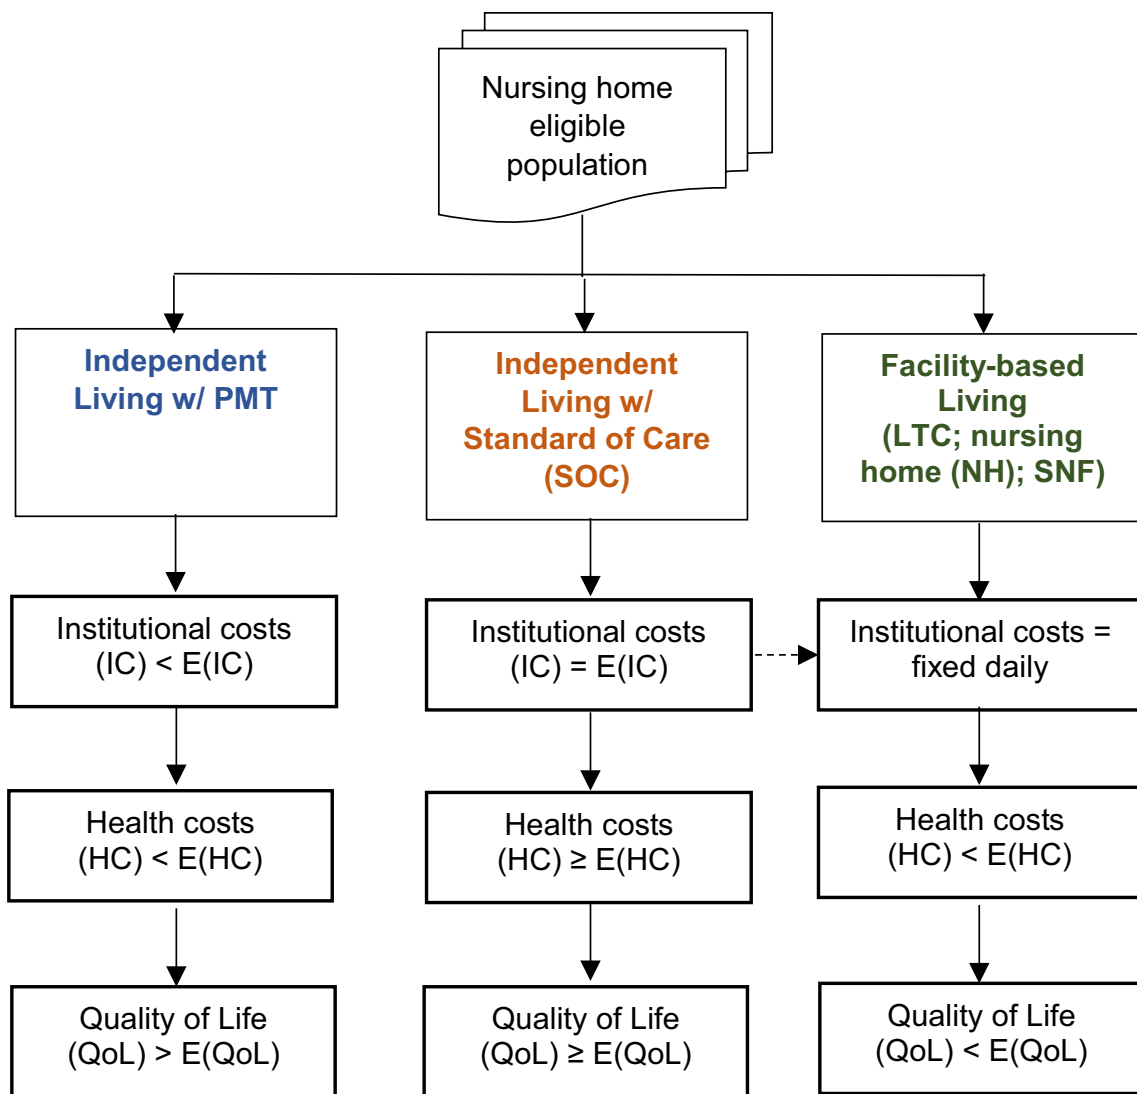 Nursing home
eligible
population
Independent
Living w/ PMT
Independent
Living w/
Standard of Care
(SOC)
Facility-based
Living
(LTC; nursing
home (NH); SNF)
Institutional costs
(IC) < E(IC)
Institutional costs
(IC) = E(IC)
Institutional costs =
fixed daily
Health costs
(HC) < E(HC)
Health costs
(HC) ≥ E(HC)
Health costs
(HC) < E(HC)
Quality of Life
(QoL) > E(QoL)
Quality of Life
(QoL) ≥ E(QoL)
Quality of Life
(QoL) < E(QoL)